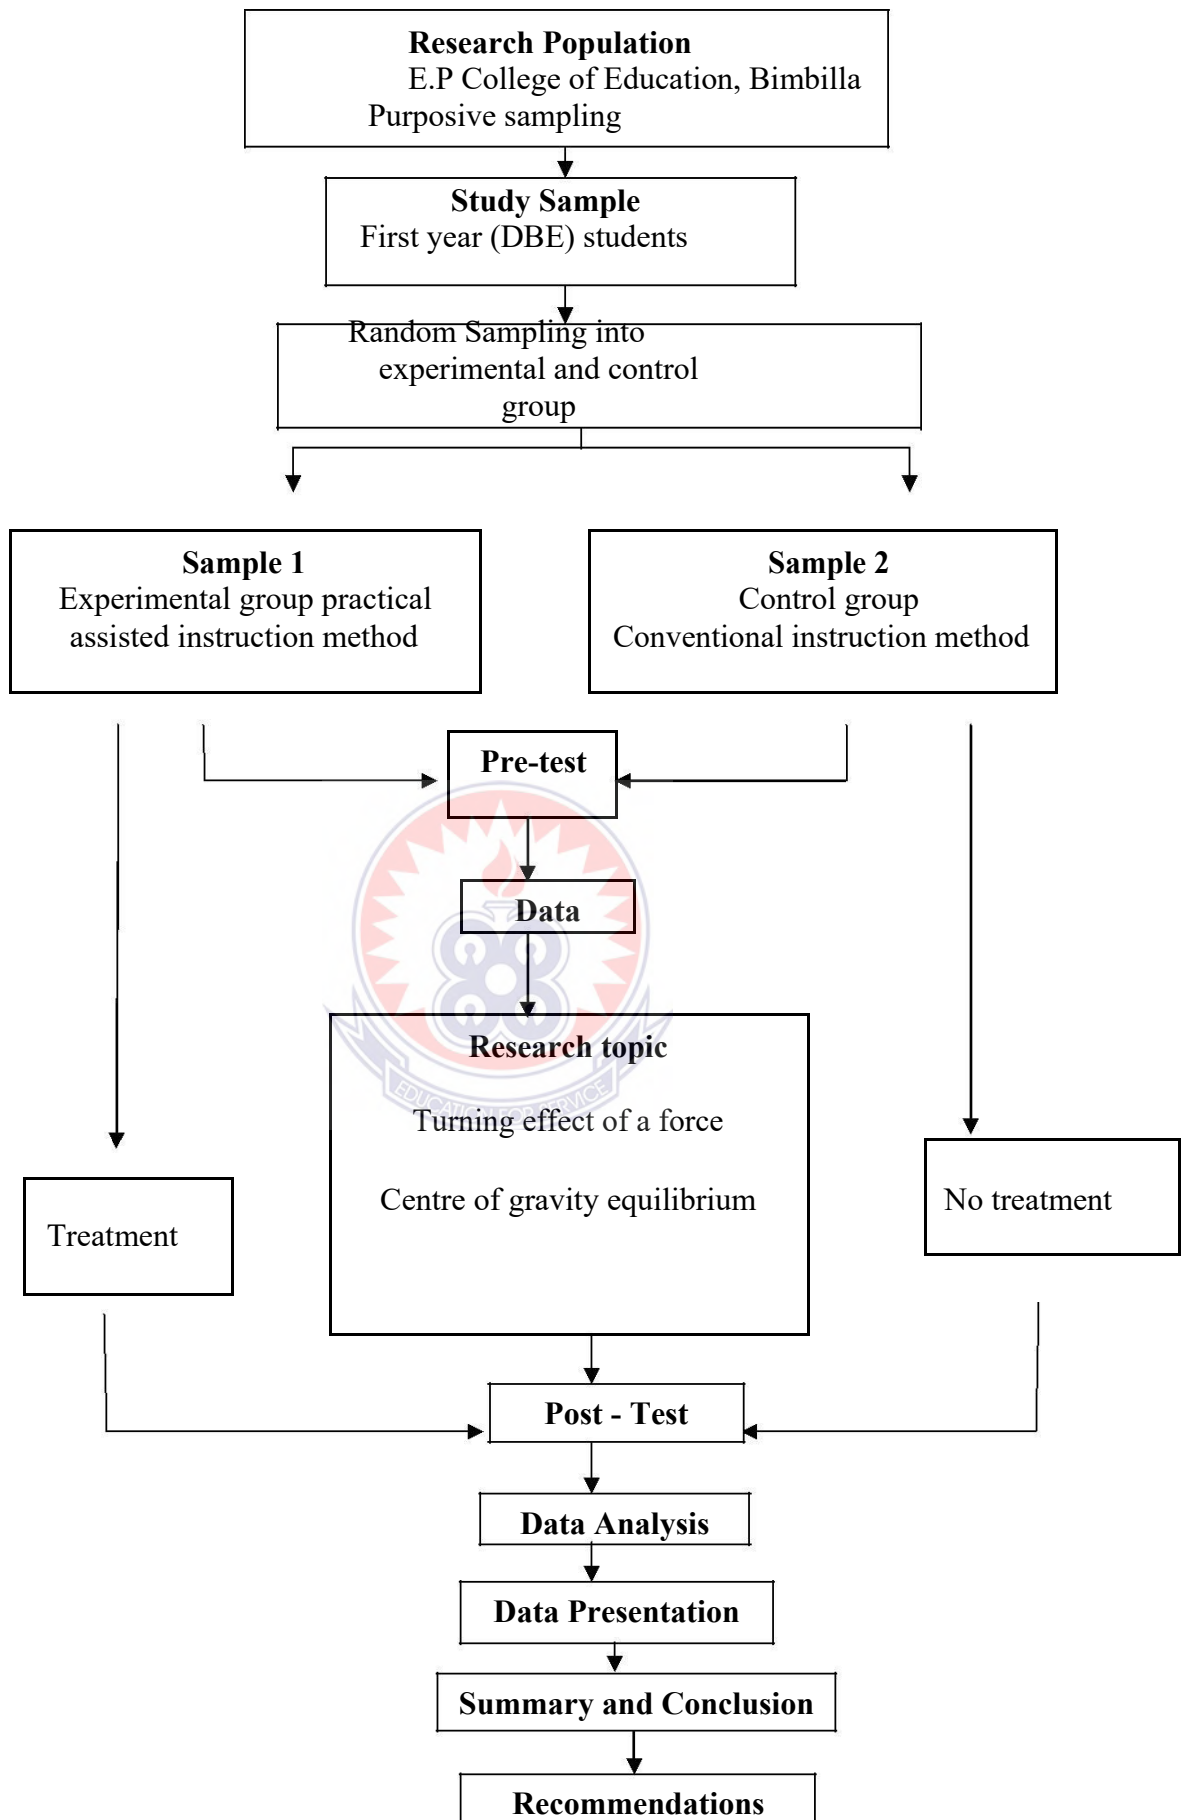 Research Population
E.P College of Education, Bimbilla
Purposive sampling
Study Sample
First year (DBE) students
Random Sampling into
experimental and control
group
Sample 1
Experimental group practical
assisted instruction method
Sample 2
Control group
Conventional instruction method
Pre-test
Data
Research topic
EDUCATION FOR SERVICE
Turning effect of a force
Centre of gravity equilibrium
Treatment
No treatment
Post - Test
Data Analysis
Data Presentation
Summary and Conclusion
Recommendations